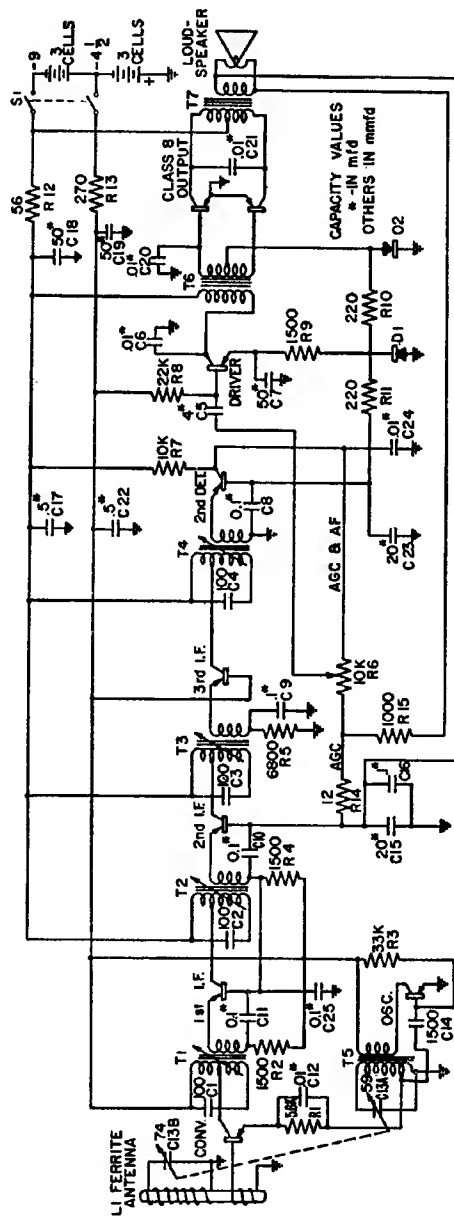 L1 FERRITE
ANTENNA
74
C13B
CONV.
100
C1
T1
1st I.F.
0.1*
C11
1500
R2
.01*
C12
R1
59
C13A
T5
OSC.
1500
C14
33K
R3
0.1*
C25
T2
100
C2
2nd I.F.
0.1*
C10
1500
R4
T3
C3
6800
R5
.1*
C9
3rd I.F.
T4
100
C4
2nd DET.
0.1*
C8
.5*
C17
.5*
C22
10K
R7
22K
R8
4*
C5
DRIVER
.01*
C6
50*
C7
1500
R9
T6
.01*
C20
50*
C19
50*
C18
270
R13
56
R12
S1
-9
3
CELLS
-4½
3
CELLS
+
LOUD-
SPEAKER
T7
CLASS B
OUTPUT
.01*
C21
CAPACITY VALUES
*-IN mfd
OTHERS IN mmfd
D2
220
R10
D1
220
R11
.01*
C24
20*
C23
AGC & AF
10K
R6
AGC
12
R14
1000
R15
.1*
C16
20*
C15